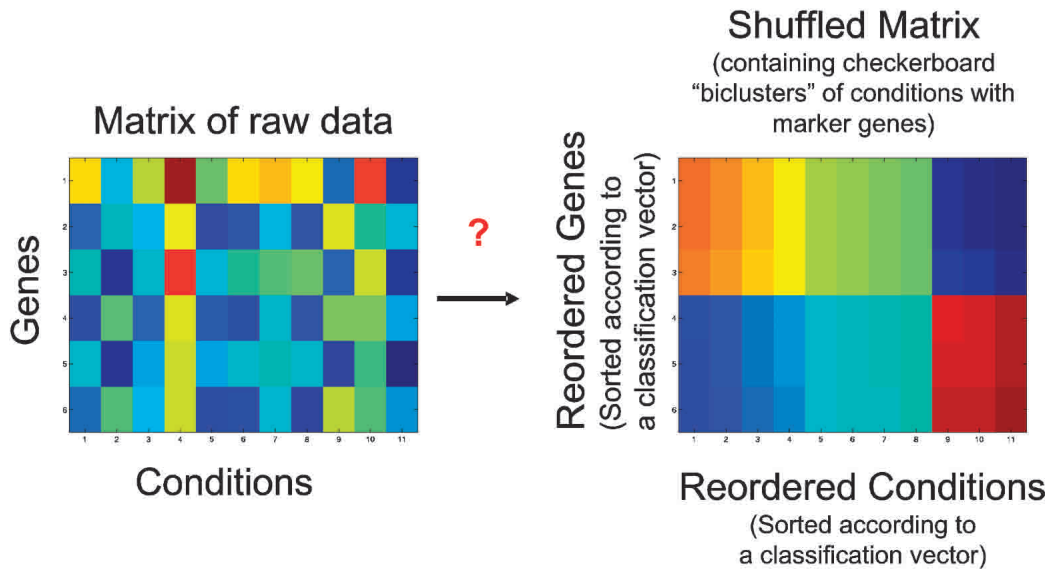 Matrix of raw data
Genes
1
2
3
4
5
6
1 2 3 4 5 6 7 8 9 10 11
Conditions
?
Shuffled Matrix
(containing checkerboard
“biclusters” of conditions with
marker genes)
Reordered Genes
(Sorted according to
a classification vector)
1
2
3
4
5
6
1 2 3 4 5 6 7 8 9 10 11
Reordered Conditions
(Sorted according to
a classification vector)